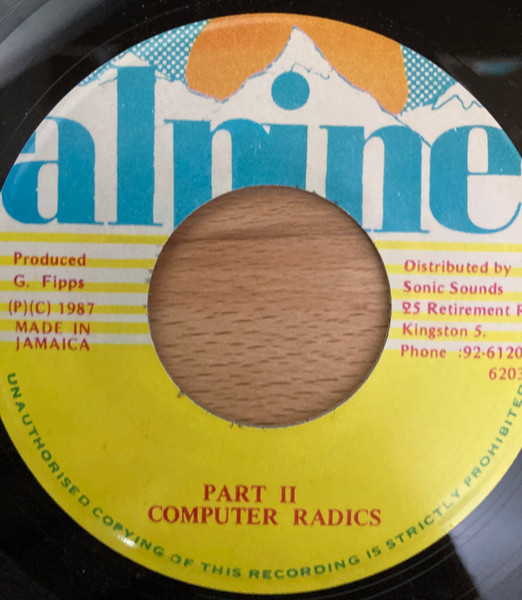 alpine
Produced
G. Fipps
(P)(C) 1987
MADE IN
JAMAICA
Distributed by
Sonic Sounds
25 Retirement R
Kingston 5.
Phone :92-6120
6203
PART II
COMPUTER RADICS
UNAUTHORISED COPYING OF THIS RECORDING IS STRICTLY PROHIBITED